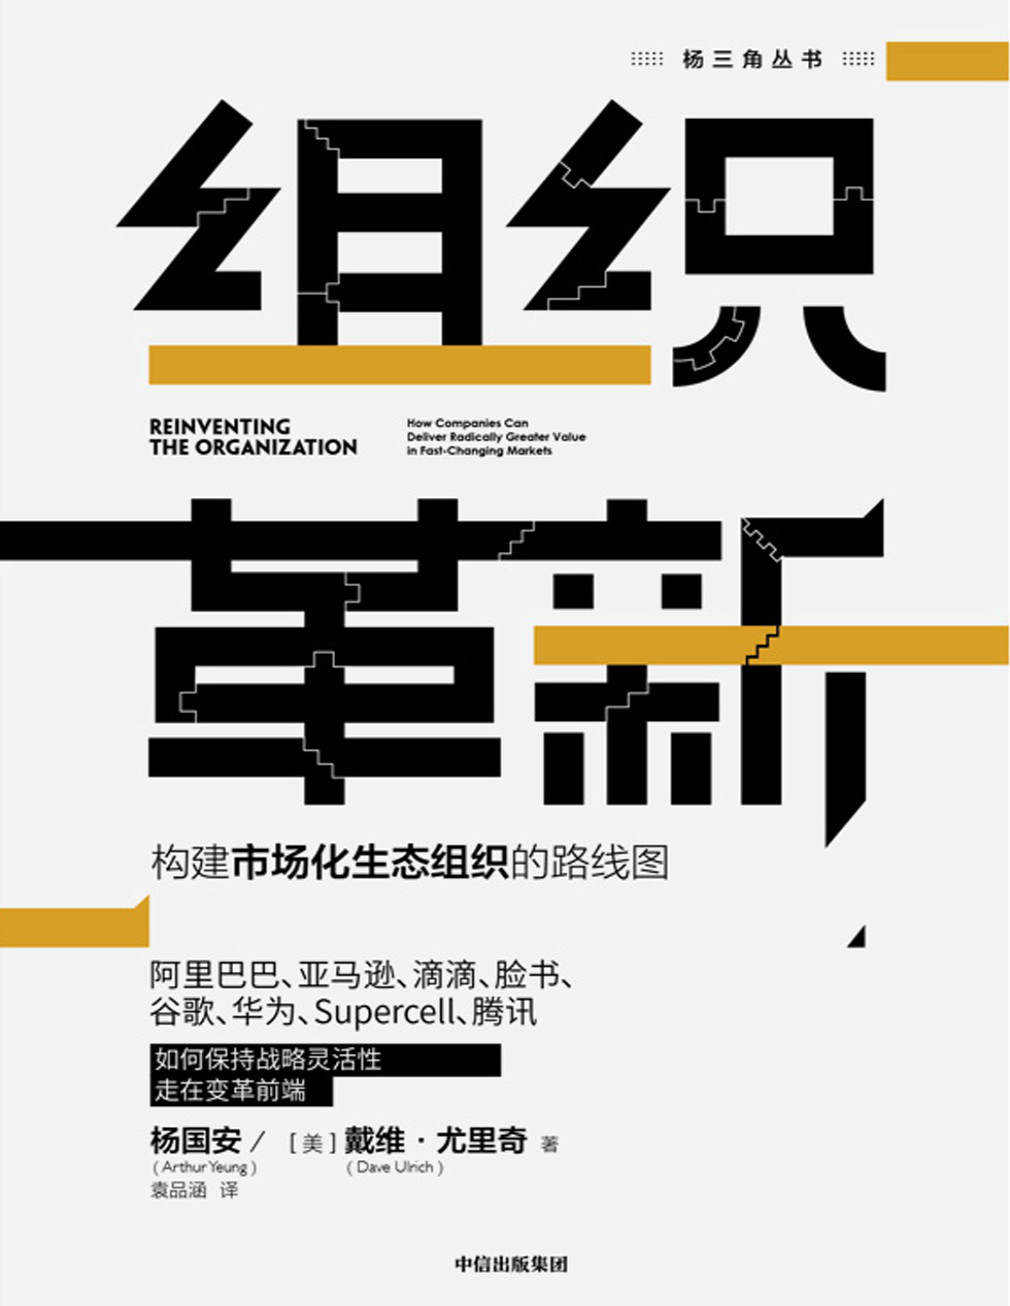 杨三角丛书
组织
REINVENTING
THE ORGANIZATION
How Companies Can
Deliver Radically Greater Value
in Fast-Changing Markets
革新
构建市场化生态组织的路线图
阿里巴巴、亚马逊、滴滴、脸书、
谷歌、华为、Supercell、腾讯
如何保持战略灵活性
走在变革前端
杨国安／ [美]戴维·尤里奇 著
(Arthur Yeung) (Dave Ulrich)
袁品涵 译
中信出版集团